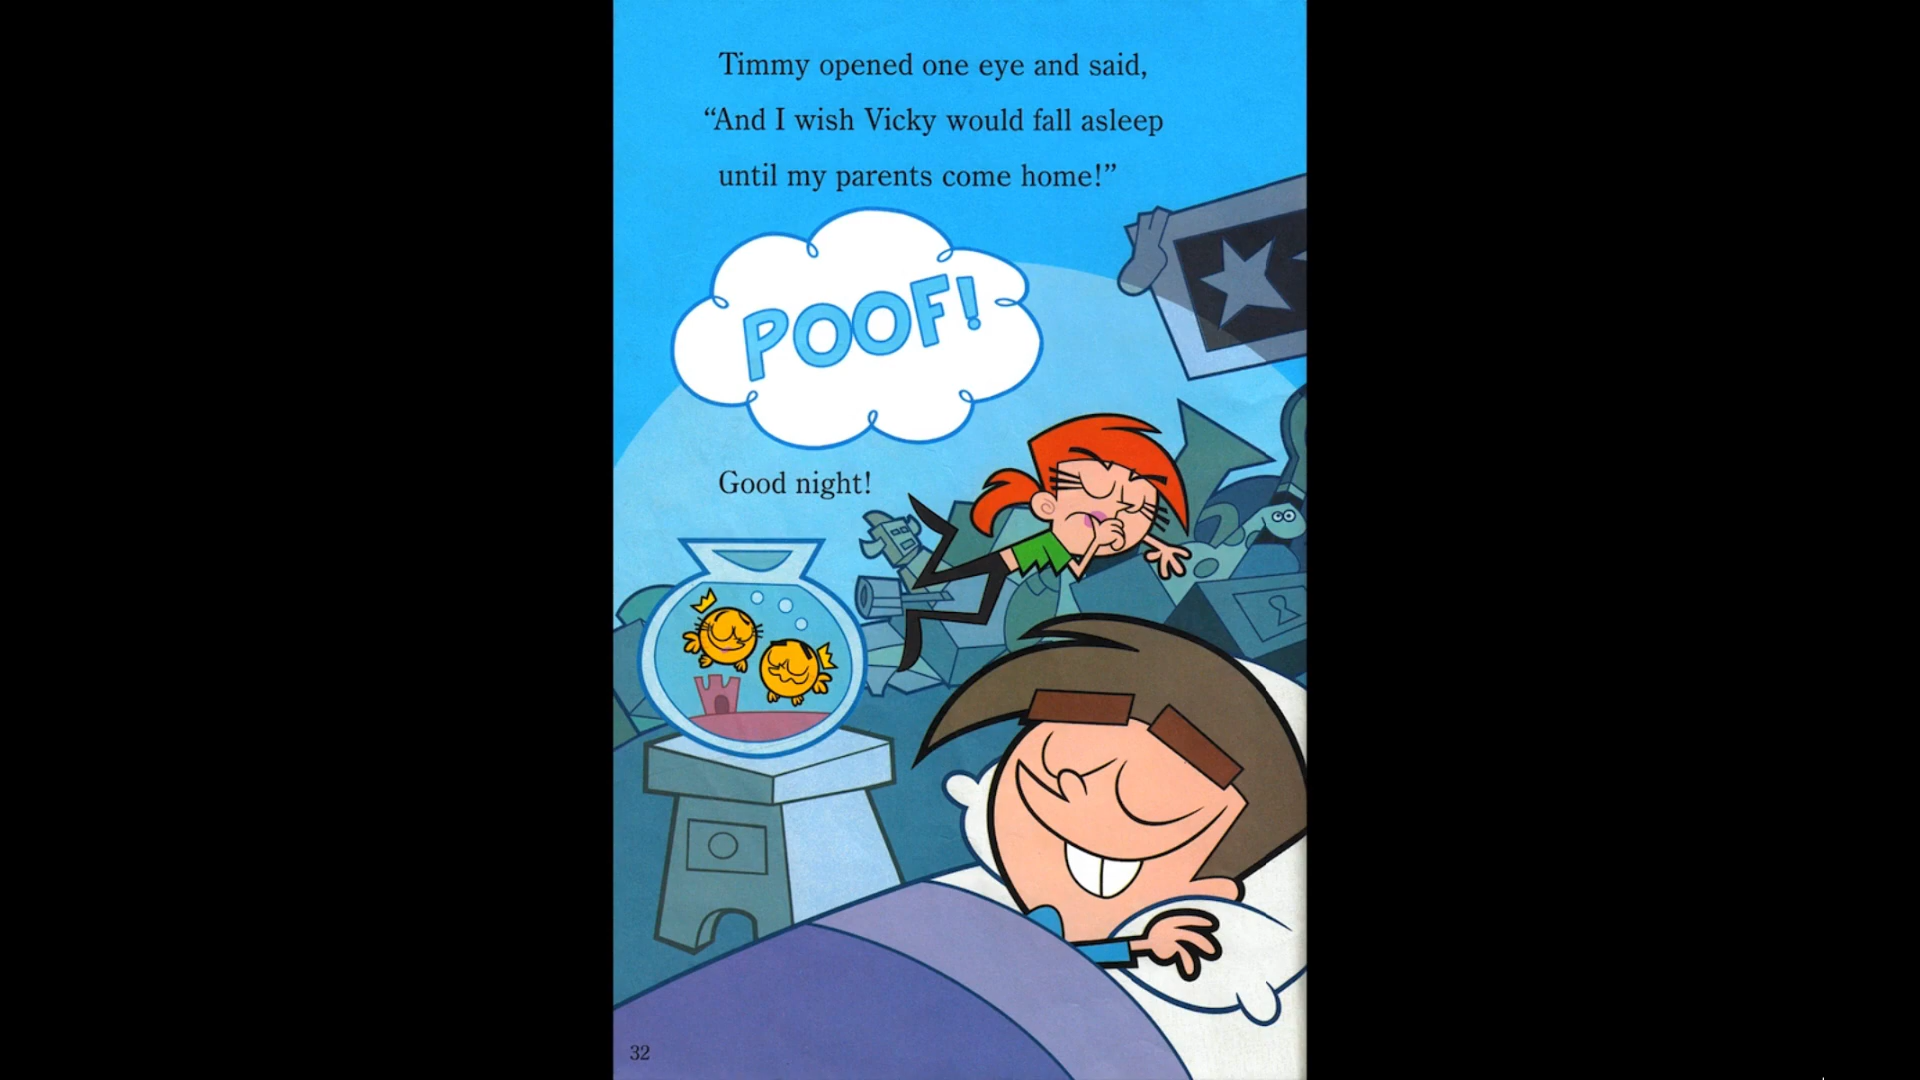 Timmy opened one eye and said,
“And I wish Vicky would fall asleep
until my parents come home!”
POOF!
Good night!
32